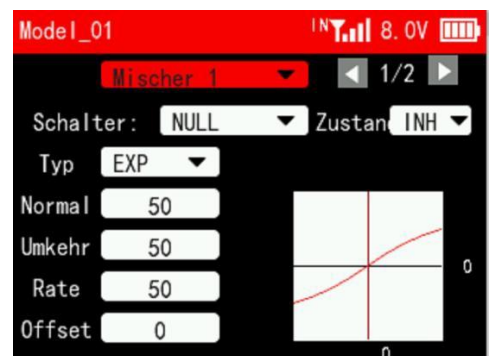 Model_01 IN 8.0V
Mischer 1 1/2
Schalter: NULL Zustan INH
Typ EXP
Normal 50
Umkehr 50
Rate 50
0
Offset 0
0